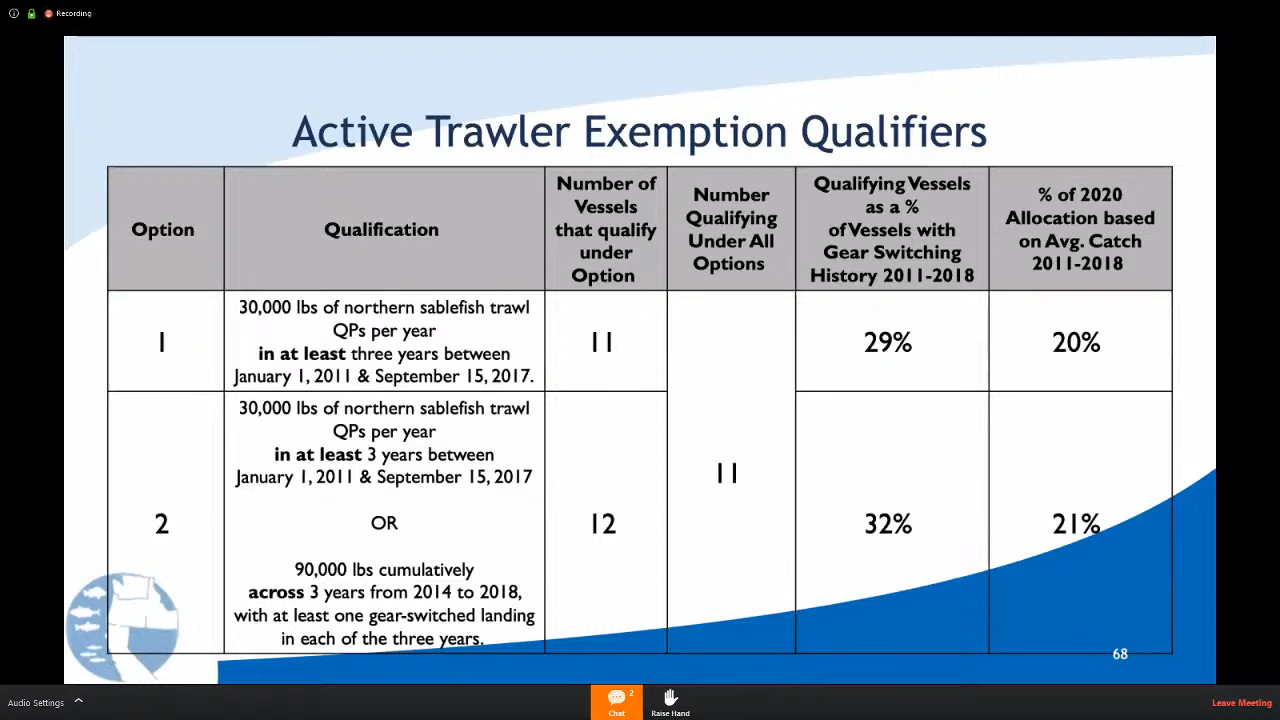 Recording
Active Trawler Exemption Qualifiers
Option
Qualification
Number of
Vessels
that qualify
under
Option
Number
Qualifying
Under All
Options
Qualifying Vessels
as a %
of Vessels with
Gear Switching
History 2011-2018
% of 2020
Allocation based
on Avg. Catch
2011-2018
1
30,000 lbs of northern sablefish trawl
QPs per year
in at least three years between
January 1, 2011 & September 15, 2017.
11
11
29%
20%
2
30,000 lbs of northern sablefish trawl
QPs per year
in at least 3 years between
January 1, 2011 & September 15, 2017
OR
90,000 lbs cumulatively
across 3 years from 2014 to 2018,
with at least one gear-switched landing
in each of the three years.
12
32%
21%
68
Audio Settings
2
Chat
Raise Hand
Leave Meeting